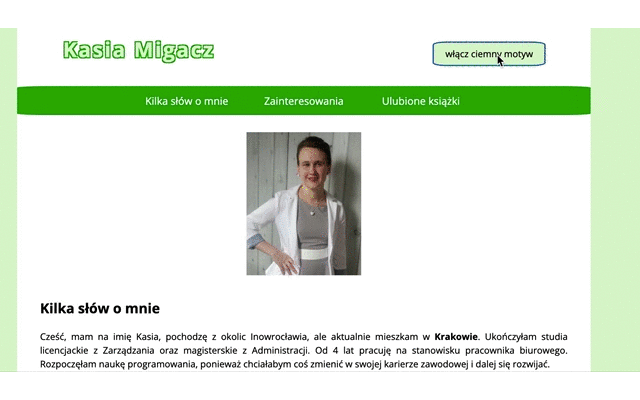 Kasia Migacz
włącz ciemny motyw
Kilka słów o mnie Zainteresowania Ulubione książki
Kilka słów o mnie
Cześć, mam na imię Kasia, pochodzę z okolic Inowrocławia, ale aktualnie mieszkam w Krakowie. Ukończyłam studia
licencjackie z Zarządzania oraz magisterskie z Administracji. Od 4 lat pracuję na stanowisku pracownika biurowego.
Rozpoczęłam naukę programowania, ponieważ chciałabym coś zmienić w swojej karierze zawodowej i dalej się rozwijać.